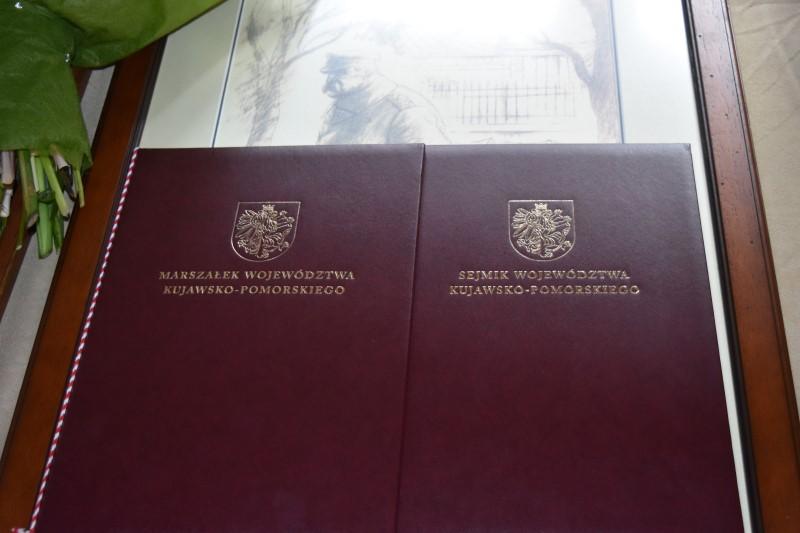 MARSZAŁEK WOJEWÓDZTWA
KUJAWSKO-POMORSKIEGO
SEJMIK WOJEWÓDZTWA
KUJAWSKO-POMORSKIEGO